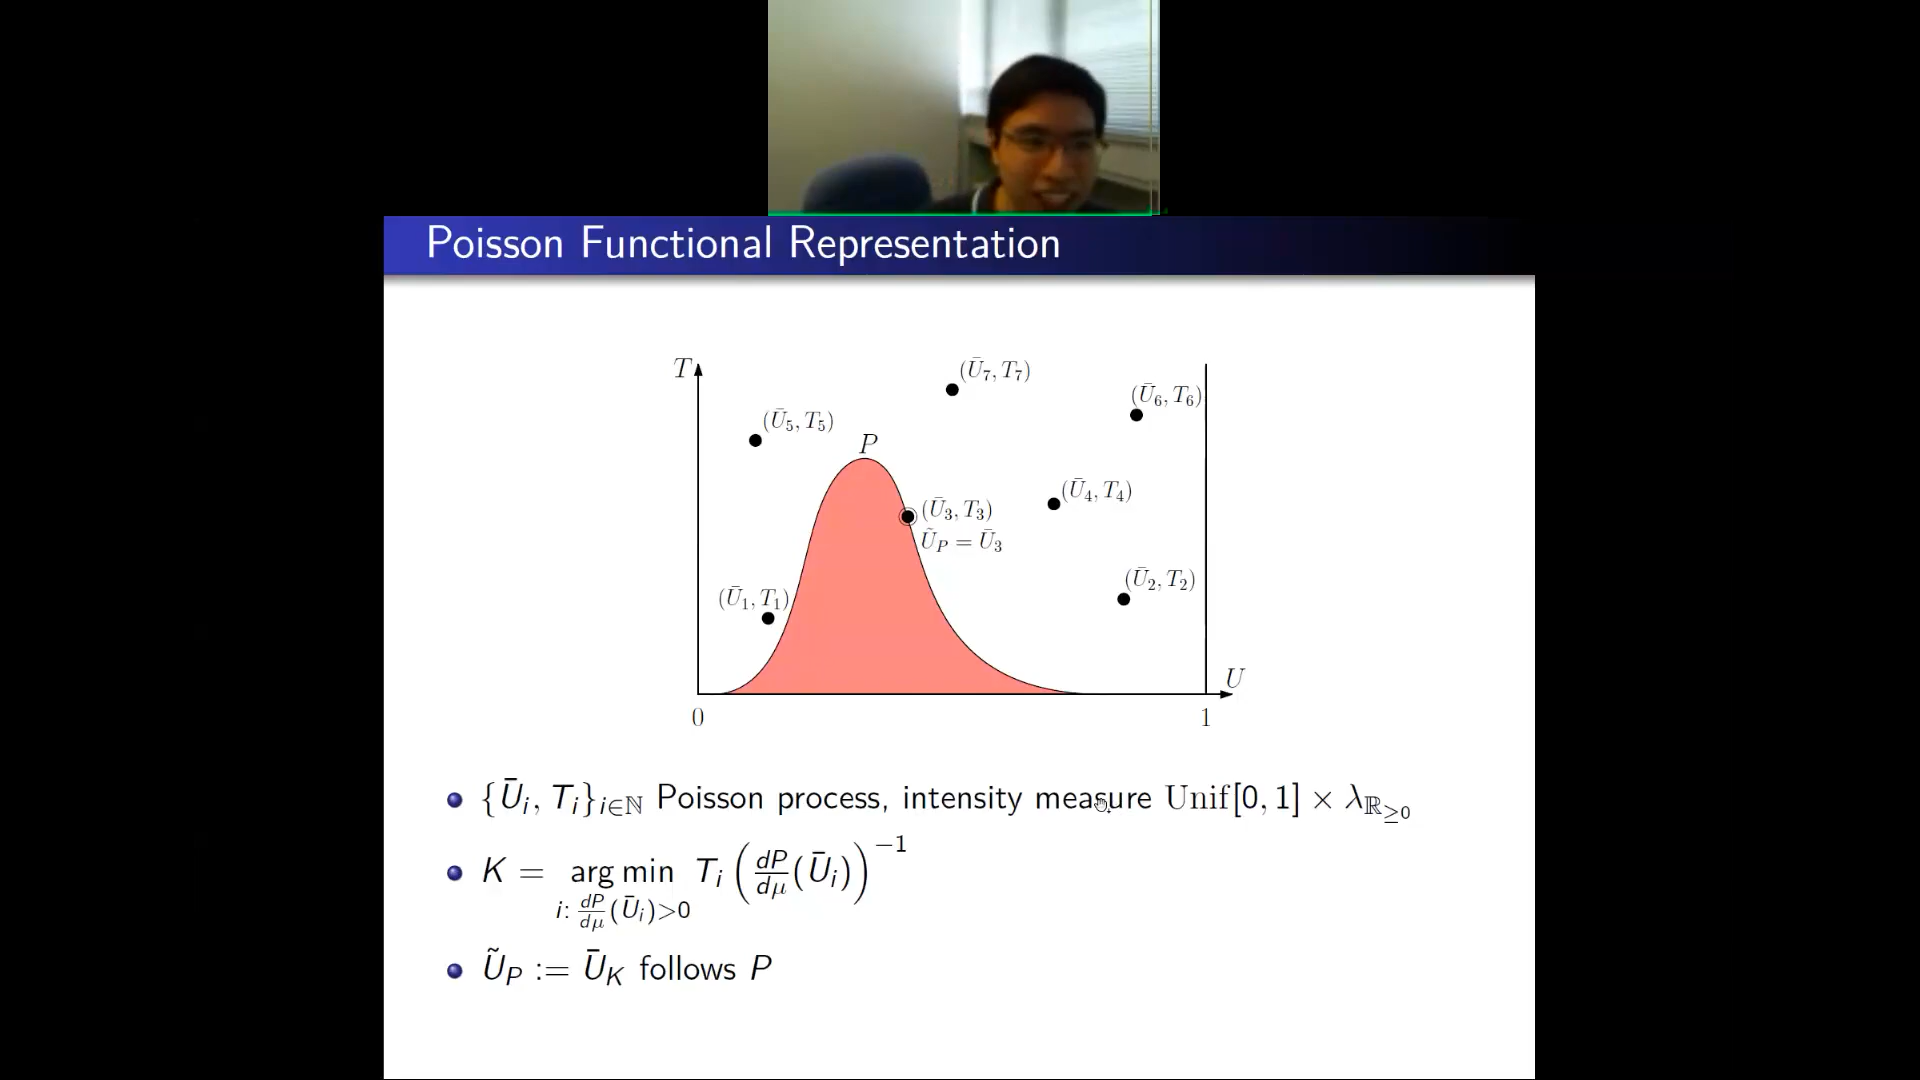 Poisson Functional Representation
T
(Ū₇, T₇)
(Ū₆, T₆)
(Ū₅, T₅)
P
(Ū₄, T₄)
(Ū₃, T₃)
Ũ_P = Ū₃
(Ū₂, T₂)
(Ū₁, T₁)
U
0 1
{Ū_i, T_i}_{i∈ℕ} Poisson process, intensity measure Unif[0, 1] × λ_{ℝ≥0}
K = arg min_{i: dP/dμ(Ū_i)>0} T_i (dP/dμ(Ū_i))^{−1}
Ũ_P := Ū_K follows P